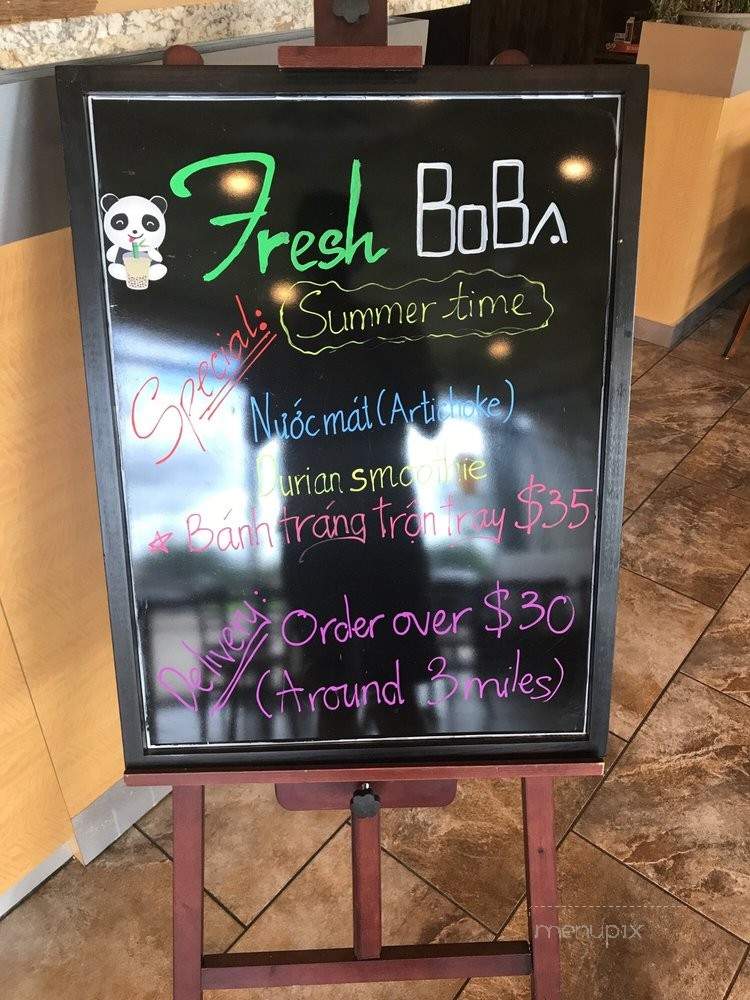 Fresh BoBa
Special:
Summer time
Nước mát (Artichoke)
Durian smoothie
☆ Bánh tráng trộn tray $35
Delivery:
Order over $30
(Around 3 miles)
menupix